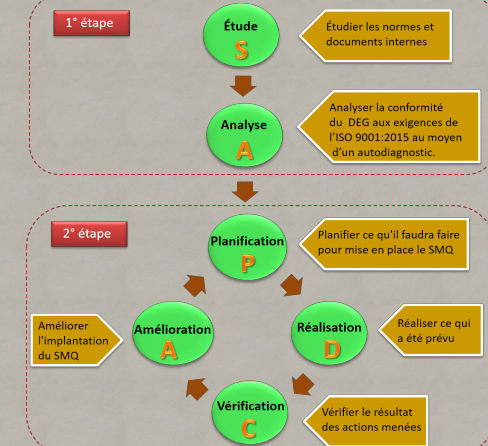 1° étape
Étude
S
Étudier les normes et
documents internes
Analyse
A
Analyser la conformité
du DEG aux exigences de
l'ISO 9001:2015 au moyen
d'un autodiagnostic.
2° étape
Planification
P
Planifier ce qu'il faudra faire
pour mise en place le SMQ
Réalisation
D
Réaliser ce qui
a été prévu
Vérification
C
Vérifier le résultat
des actions menées
Amélioration
A
Améliorer
l'implantation
du SMQ